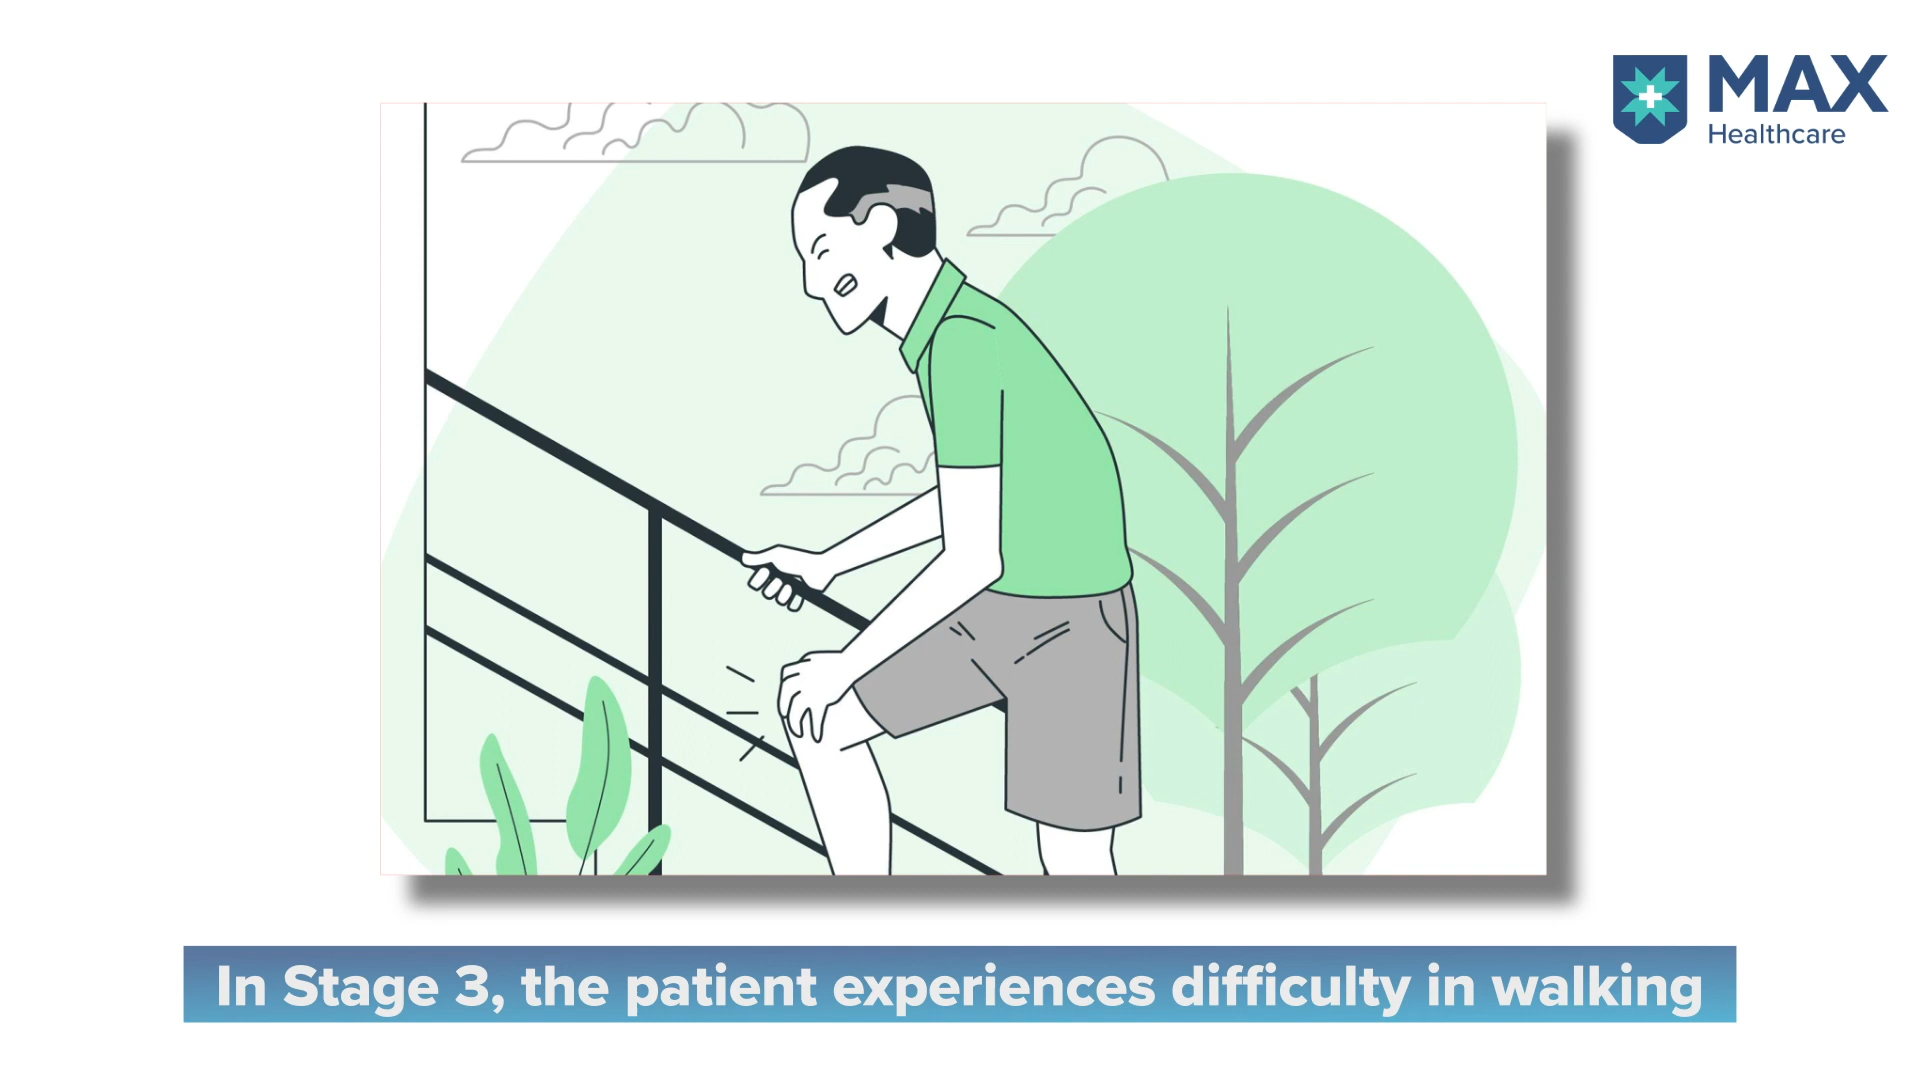 MAX
Healthcare
In Stage 3, the patient experiences difficulty in walking